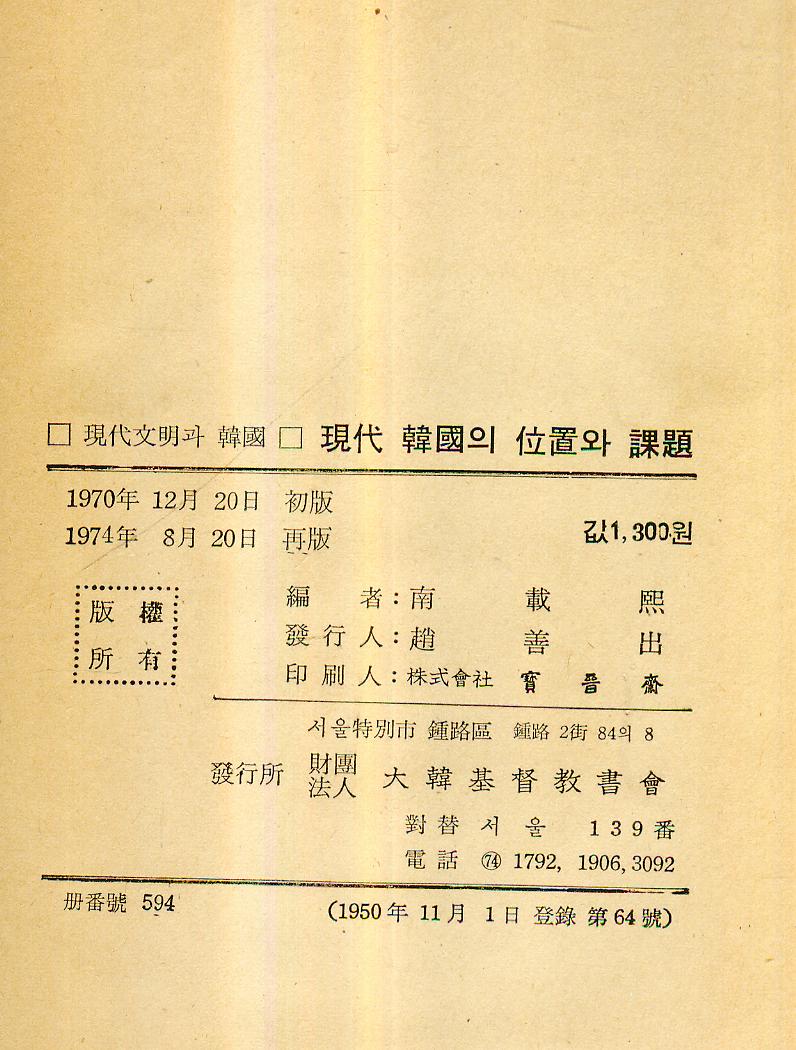 □ 現代文明과 韓國 □ 現代 韓國의 位置와 課題
1970年 12月 20日 初版
1974年 8月 20日 再版
값1,300원
版權
所有
編者:南載熙
發行人:趙善出
印刷人:株式會社 寶晋齋
서울特別市 鍾路區 鍾路 2街 84의 8
發行所 財團法人 大韓基督教書會
對替 서울 139番
電話 ㊼ 1792, 1906, 3092
册番號 594
(1950年 11月 1日 登錄 第64號)